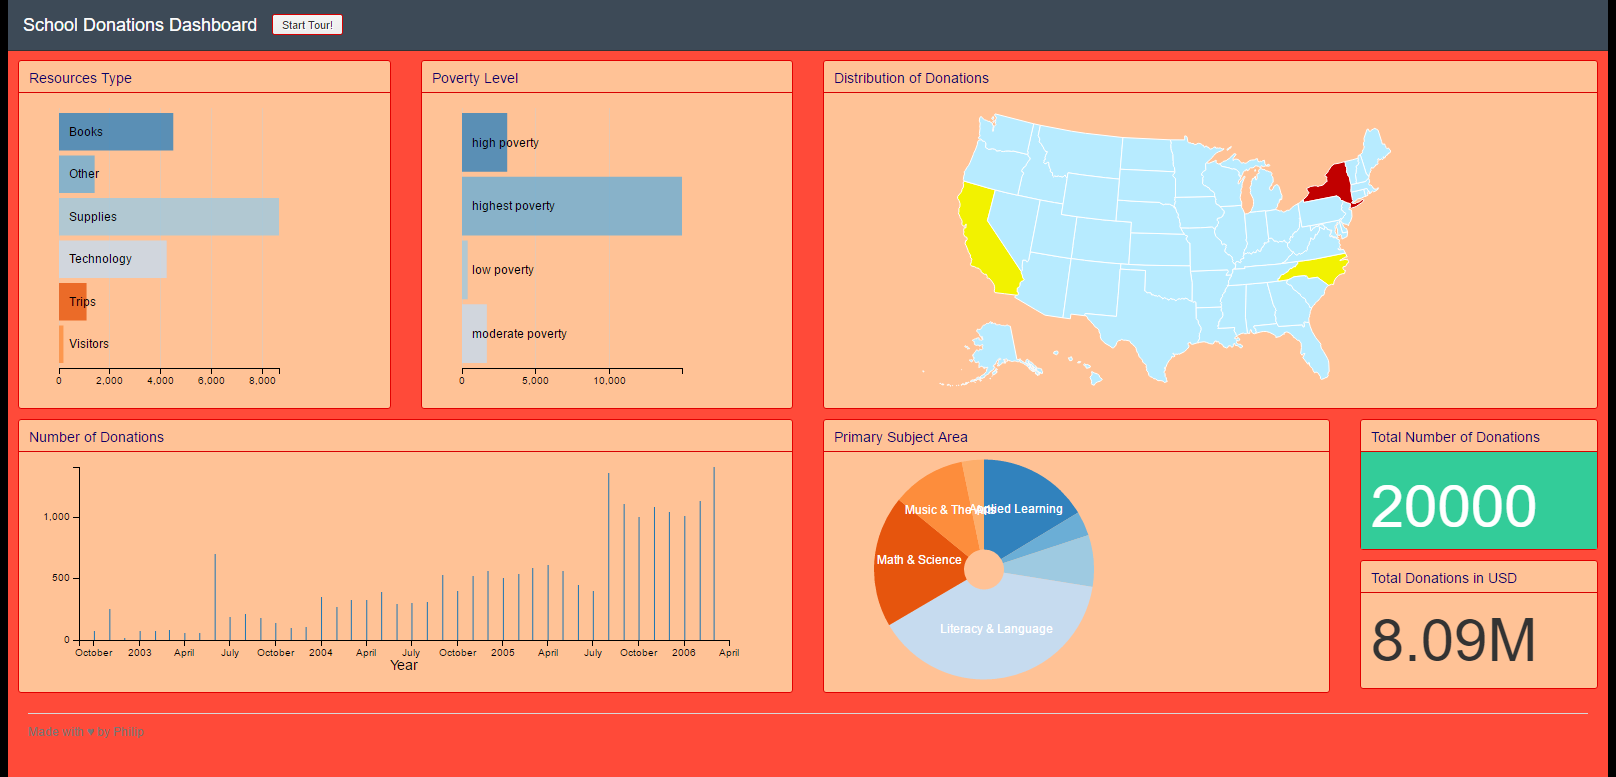 School Donations Dashboard
Start Tour!
Resources Type
Books
Other
Supplies
Technology
Trips
Visitors
0 2,000 4,000 6,000 8,000
Poverty Level
high poverty
highest poverty
low poverty
moderate poverty
0 5,000 10,000
Distribution of Donations
Number of Donations
1,000
500
0
October 2003 April July October 2004 April July October 2005 April July October 2006 April
Year
Primary Subject Area
Applied Learning
Music & The Arts
Math & Science
Literacy & Language
Total Number of Donations
20000
Total Donations in USD
8.09M
Made with ♥ by Philip